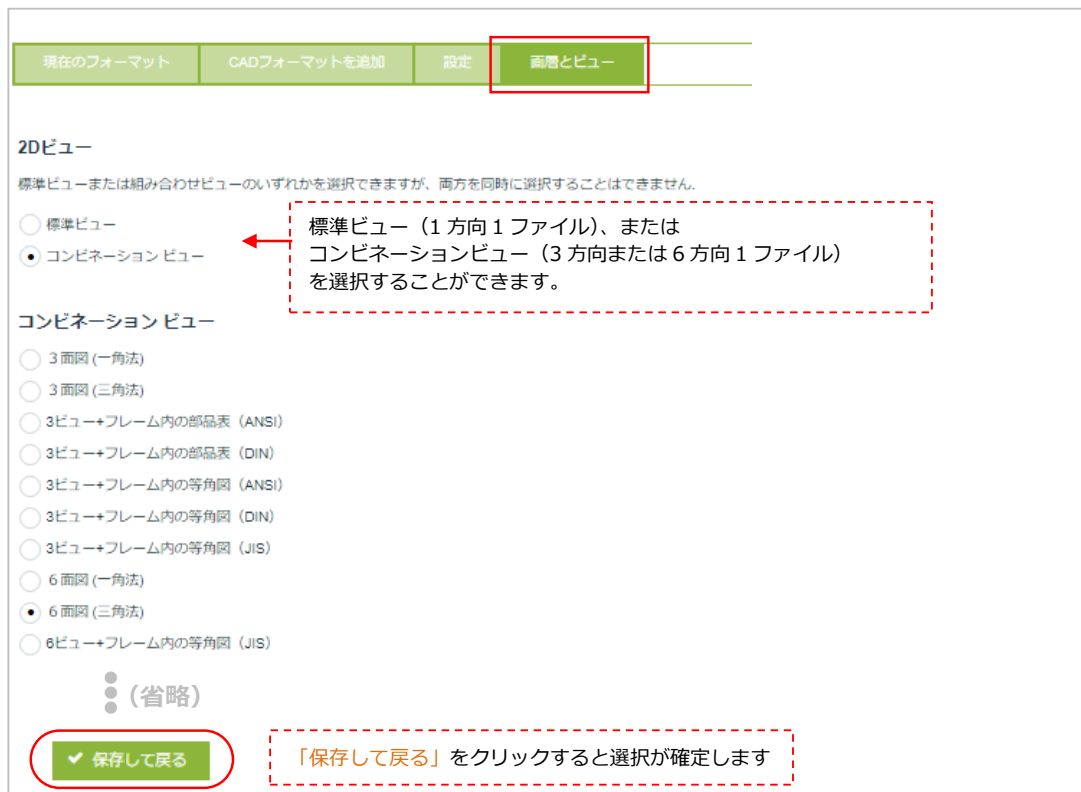 現在のフォーマット CADフォーマットを追加 設定 画層とビュー
2Dビュー
標準ビューまたは組み合わせビューのいずれかを選択できますが、両方を同時に選択することはできません.
標準ビュー
コンビネーション ビュー
標準ビュー（1 方向 1 ファイル）、または
コンビネーションビュー（3 方向または 6 方向 1 ファイル）
を選択することができます。
コンビネーション ビュー
３面図 (一角法)
３面図 (三角法)
3ビュー+フレーム内の部品表（ANSI）
3ビュー+フレーム内の部品表（DIN）
3ビュー+フレーム内の等角図（ANSI）
3ビュー+フレーム内の等角図（DIN）
3ビュー+フレーム内の等角図（JIS）
６面図 (一角法)
６面図 (三角法)
6ビュー+フレーム内の等角図（JIS）
（省略）
保存して戻る
「保存して戻る」をクリックすると選択が確定します